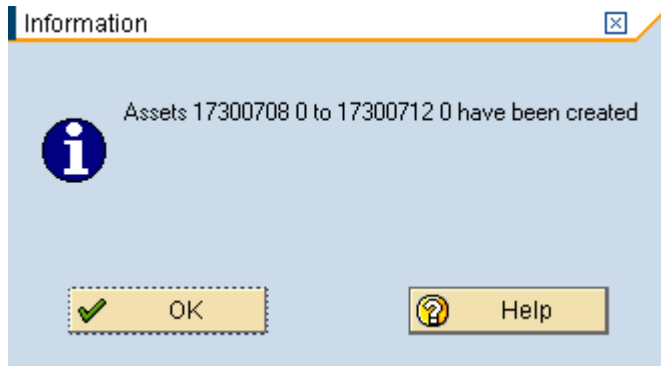 Information
Assets 17300708 0 to 17300712 0 have been created
OK
Help